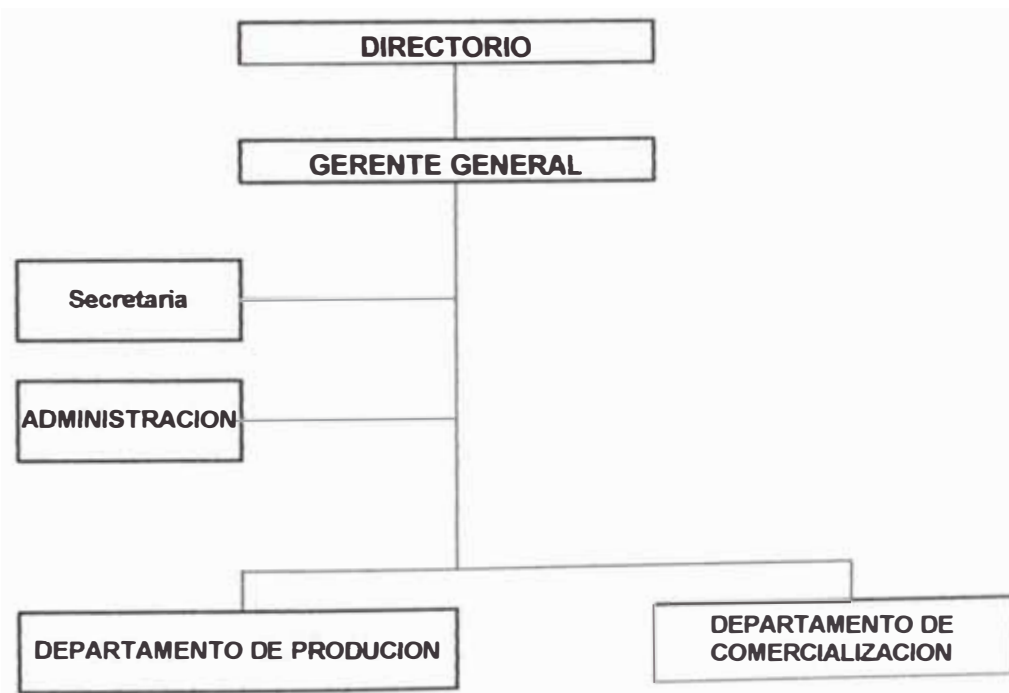 DIRECTORIO
GERENTE GENERAL
Secretaria
ADMINISTRACION
DEPARTAMENTO DE PRODUCION
DEPARTAMENTO DE
COMERCIALIZACION